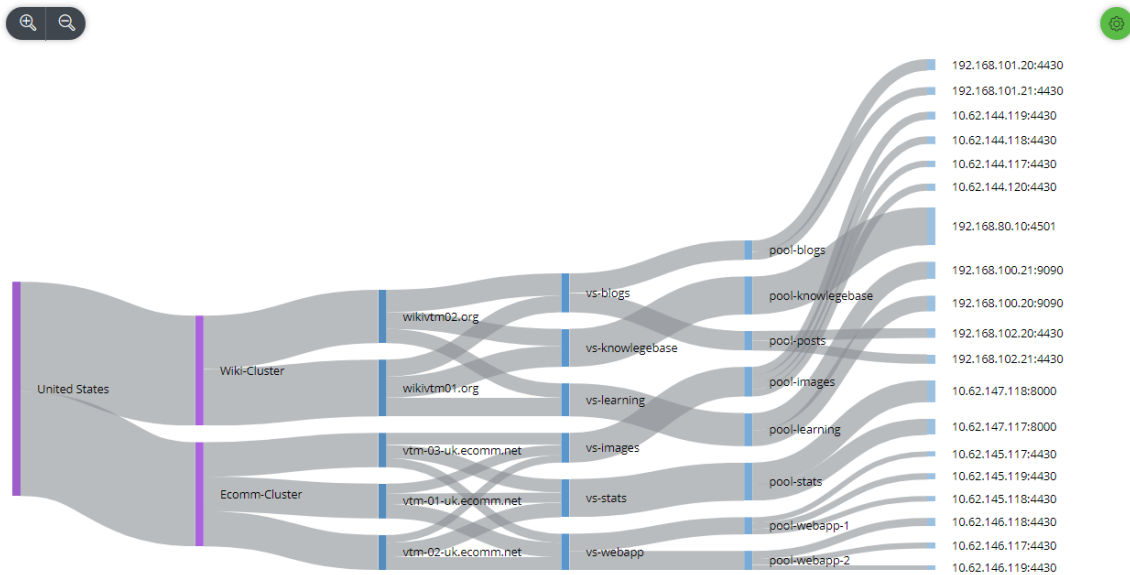 United States
Wiki-Cluster
Ecomm-Cluster
wikivtm02.org
wikivtm01.org
vtm-03-uk.ecomm.net
vtm-01-uk.ecomm.net
vtm-02-uk.ecomm.net
vs-blogs
vs-knowlegebase
vs-learning
vs-images
vs-stats
vs-webapp
pool-blogs
pool-knowlegebase
pool-posts
pool-images
pool-learning
pool-stats
pool-webapp-1
pool-webapp-2
192.168.101.20:4430
192.168.101.21:4430
10.62.144.119:4430
10.62.144.118:4430
10.62.144.117:4430
10.62.144.120:4430
192.168.80.10:4501
192.168.100.21:9090
192.168.100.20:9090
192.168.102.20:4430
192.168.102.21:4430
10.62.147.118:8000
10.62.147.117:8000
10.62.145.117:4430
10.62.145.119:4430
10.62.145.118:4430
10.62.146.118:4430
10.62.146.117:4430
10.62.146.119:4430